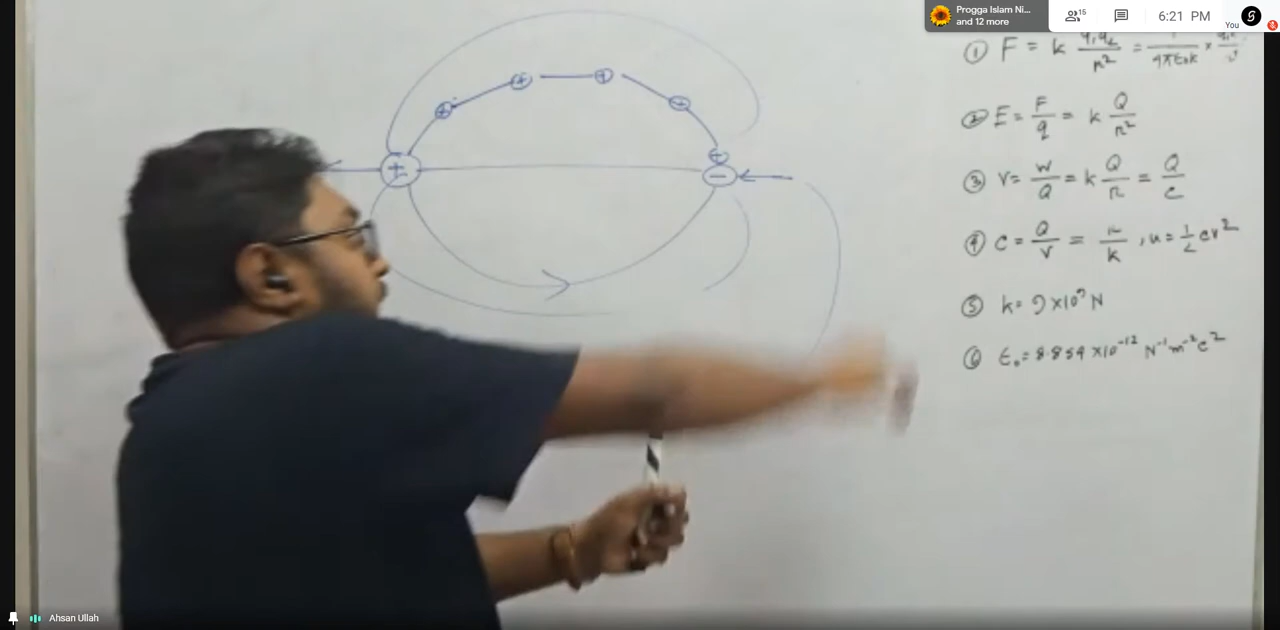 Progga Islam Ni...
and 12 more
15
6:21 PM
You
① F = k q₁q₂/r² = 1/4πε₀k ×
② E = F/q = k Q/r²
③ V = W/Q = k Q/r = Q/C
④ C = Q/V = r/k , u = ½ CV²
⑤ k = 9×10⁹ N
⑥ ε₀ = 8.854 ×10⁻¹² N⁻¹m⁻²C²
+ + + +
+ +
−
Ahsan Ullah